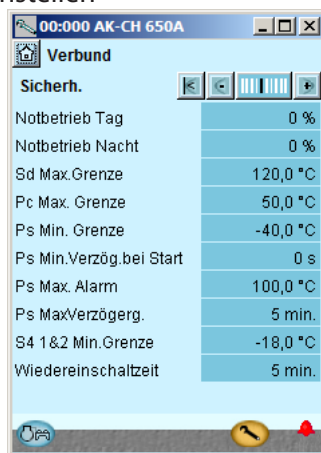 00:000 AK-CH 650A
Verbund
Sicherh.
Notbetrieb Tag 0 %
Notbetrieb Nacht 0 %
Sd Max.Grenze 120,0 °C
Pc Max. Grenze 50,0 °C
Ps Min. Grenze -40,0 °C
Ps Min.Verzög.bei Start 0 s
Ps Max. Alarm 100,0 °C
Ps MaxVerzögerg. 5 min.
S4 1&2 Min.Grenze -18,0 °C
Wiedereinschaltzeit 5 min.